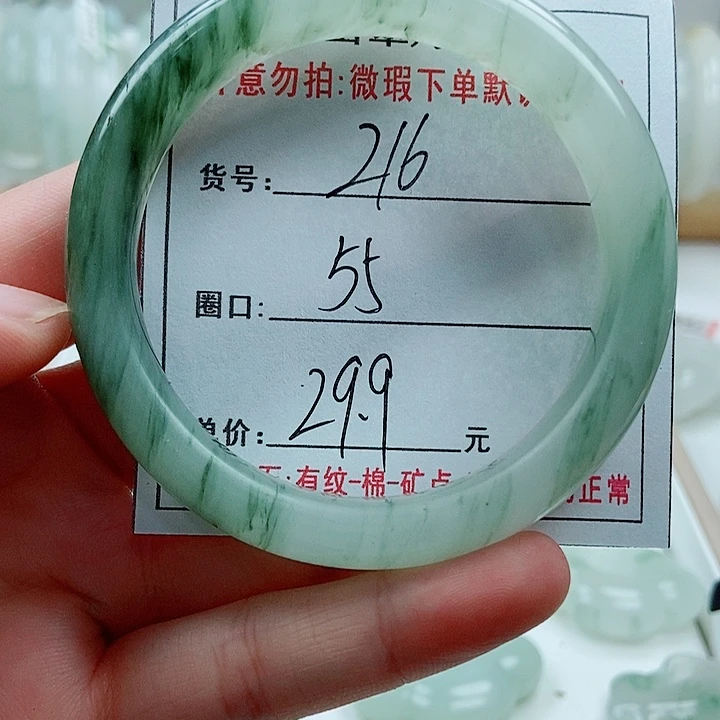 意勿拍:微瑕下单默
货号: 216
圈口: 55
单价: 29.9 元
:有纹-棉-矿点 正常